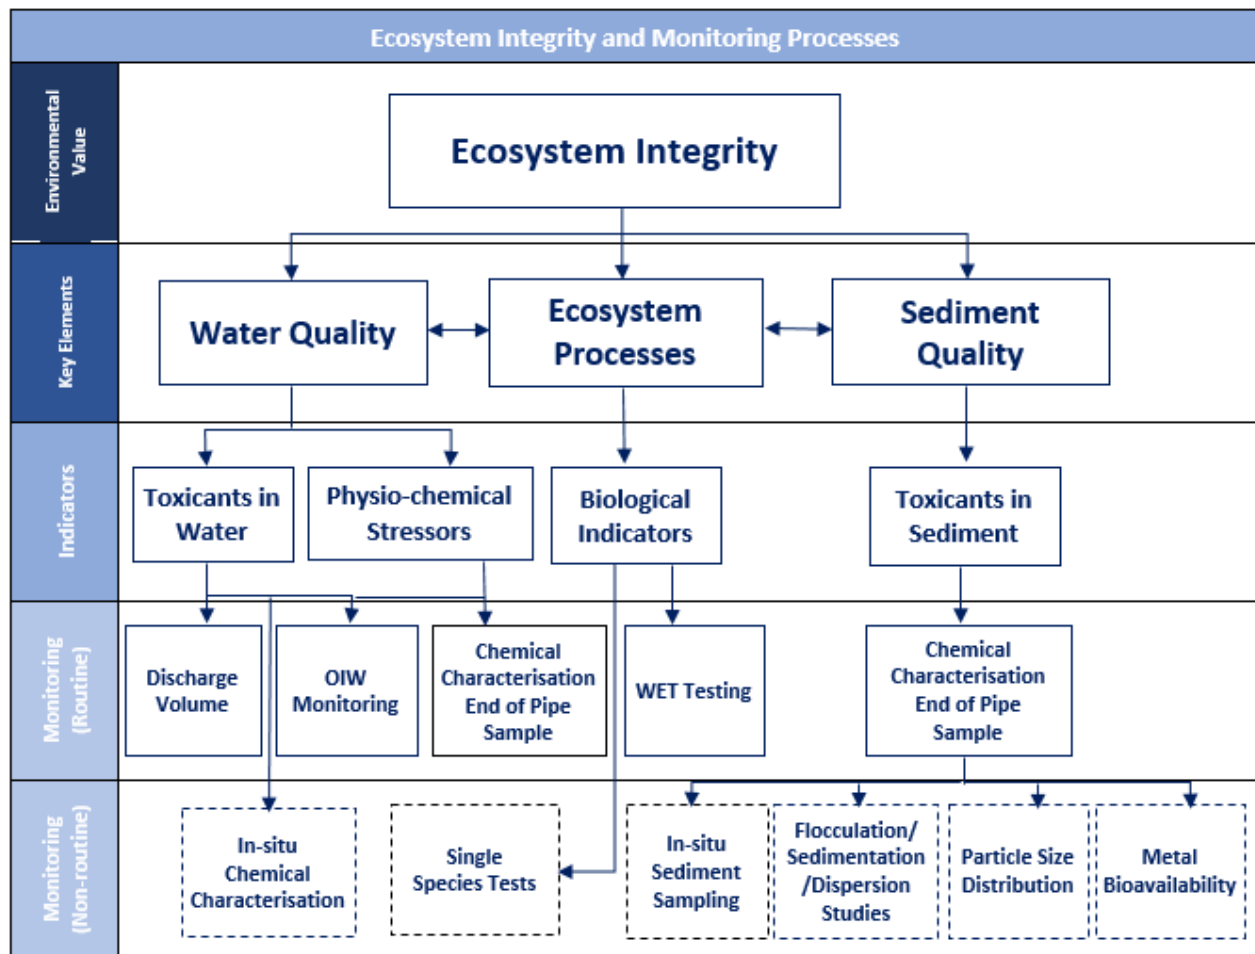 Ecosystem Integrity and Monitoring Processes
Environmental
Value
Ecosystem Integrity
Key Elements
Water Quality
Ecosystem
Processes
Sediment
Quality
Indicators
Toxicants in
Water
Physio-chemical
Stressors
Biological
Indicators
Toxicants in
Sediment
Monitoring
(Routine)
Discharge
Volume
OIW
Monitoring
Chemical
Characterisation
End of Pipe
Sample
WET Testing
Chemical
Characterisation
End of Pipe
Sample
Monitoring
(Non-routine)
In-situ
Chemical
Characterisation
Single
Species Tests
In-situ
Sediment
Sampling
Flocculation/
Sedimentation
/Dispersion
Studies
Particle Size
Distribution
Metal
Bioavailability